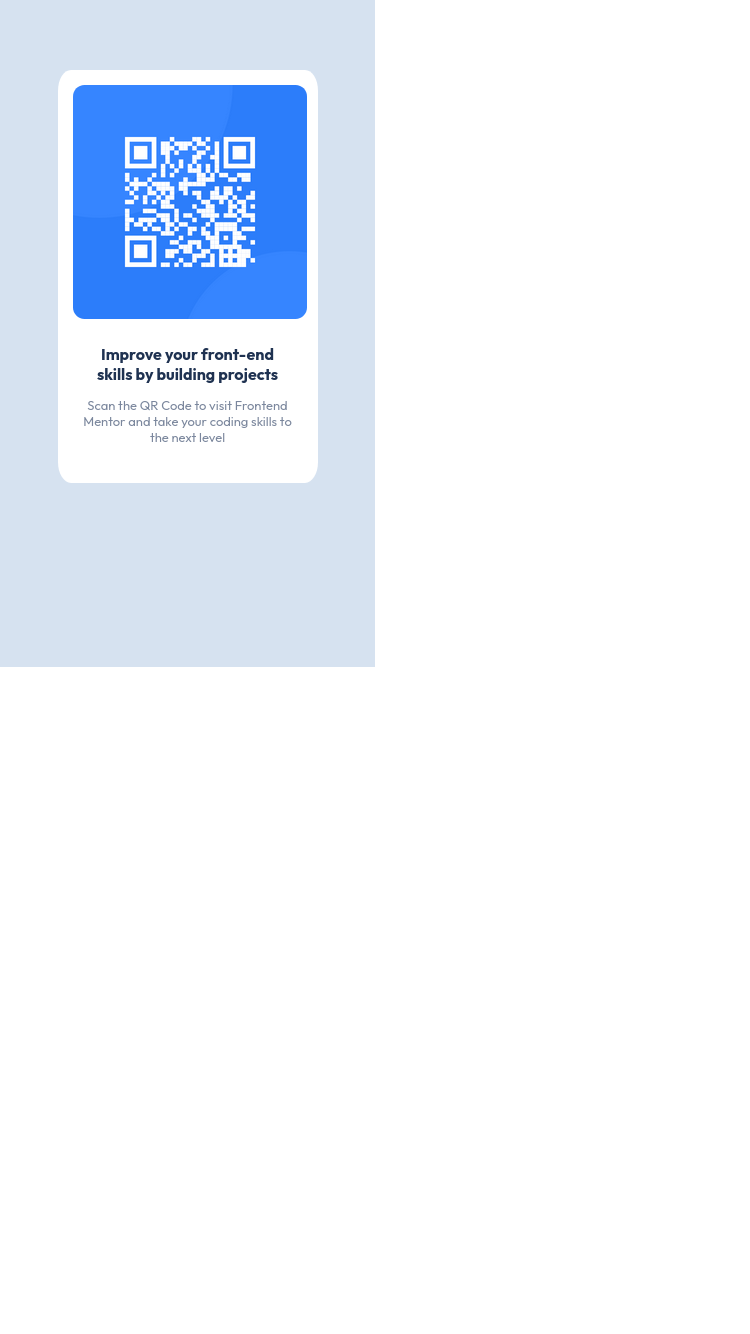 Improve your front-end
skills by building projects
Scan the QR Code to visit Frontend
Mentor and take your coding skills to
the next level